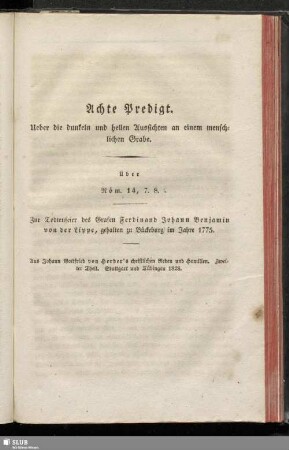 Achte Predigt.
Ueber die dunkeln und hellen Aussichten an einem mensch-
lichen Grabe.
über
Röm. 14, 7. 8.
Zur Todtenfeier des Grafen Ferdinand Johann Benjamin
von der Lippe, gehalten zu Bückeburg im Jahre 1775.
Aus Johann Gottfried von Herder's christlichen Reden und Homilien. Zwei-
ter Theil. Stuttgart und Tübingen 1828.
SLUB